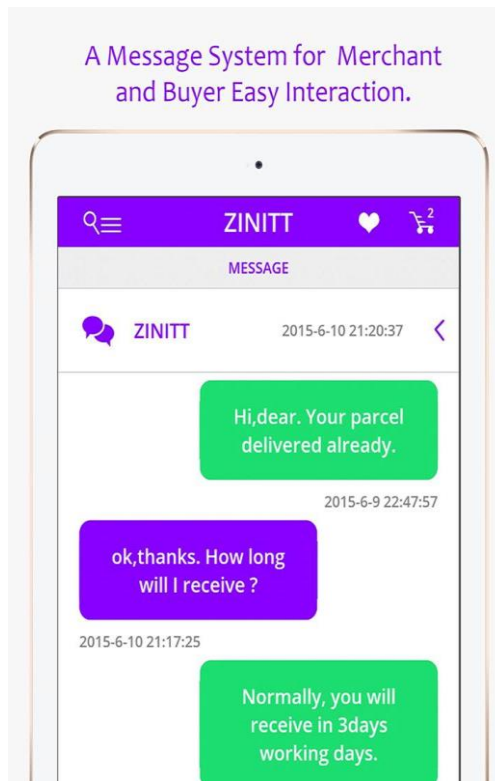 A Message System for Merchant
and Buyer Easy Interaction.
ZINITT
2
MESSAGE
ZINITT
2015-6-10 21:20:37
Hi,dear. Your parcel
delivered already.
2015-6-9 22:47:57
ok,thanks. How long
will I receive ?
2015-6-10 21:17:25
Normally, you will
receive in 3days
working days.